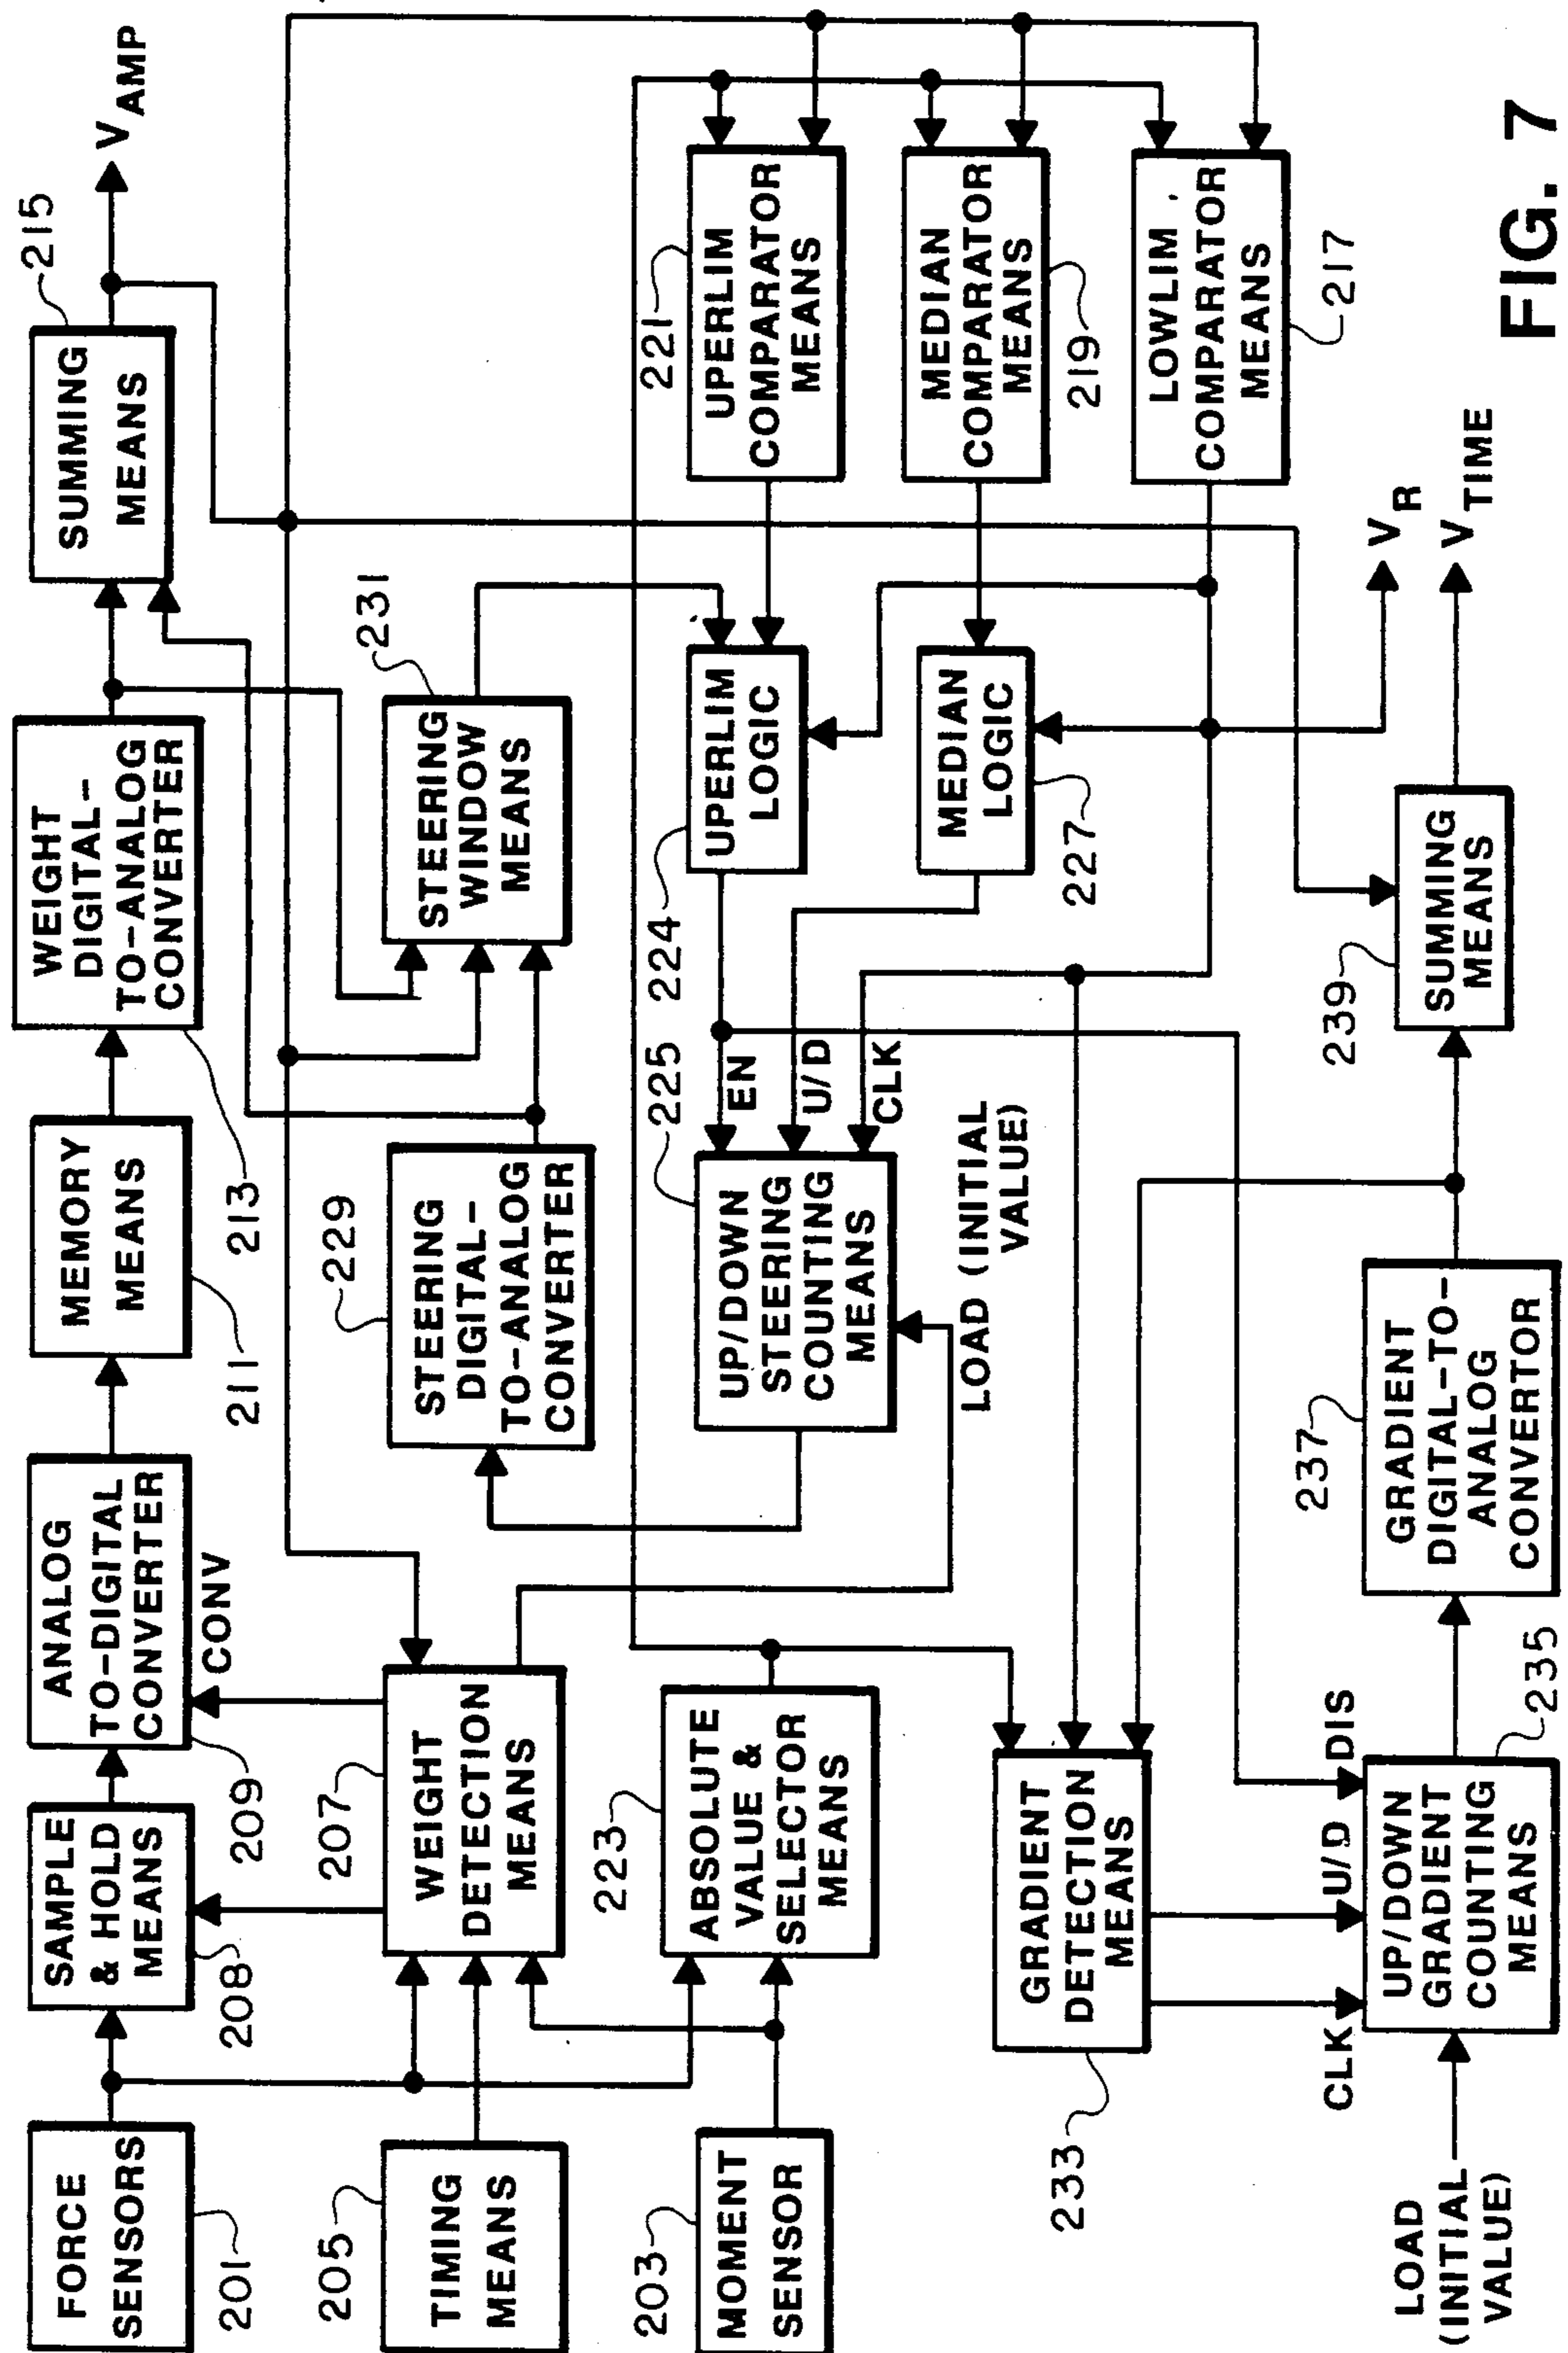 FORCE
SENSORS
201
SAMPLE
& HOLD
MEANS
208
ANALOG
TO-DIGITAL
CONVERTER
209
CONV
MEMORY
MEANS
211
WEIGHT
DIGITAL-
TO-ANALOG
CONVERTER
213
SUMMING
MEANS
215
V AMP
TIMING
MEANS
205
WEIGHT
DETECTION
MEANS
207
STEERING
DIGITAL-
TO-ANALOG
CONVERTER
229
STEERING
WINDOW
MEANS
231
MOMENT
SENSOR
203
ABSOLUTE
VALUE &
SELECTOR
MEANS
223
UP/DOWN
STEERING
COUNTING
MEANS
225
EN
U/D
CLK
LOAD (INITIAL
VALUE)
UPERLIM
LOGIC
224
UPERLIM
COMPARATOR
MEANS
221
MEDIAN
LOGIC
227
MEDIAN
COMPARATOR
MEANS
219
LOWLIM
COMPARATOR
MEANS
217
GRADIENT
DETECTION
MEANS
233
CLK
U/D
DIS
LOAD
(INITIAL
VALUE)
UP/DOWN
GRADIENT
COUNTING
MEANS
235
GRADIENT
DIGITAL-TO-
ANALOG
CONVERTOR
237
SUMMING
MEANS
239
V R
V TIME
FIG. 7